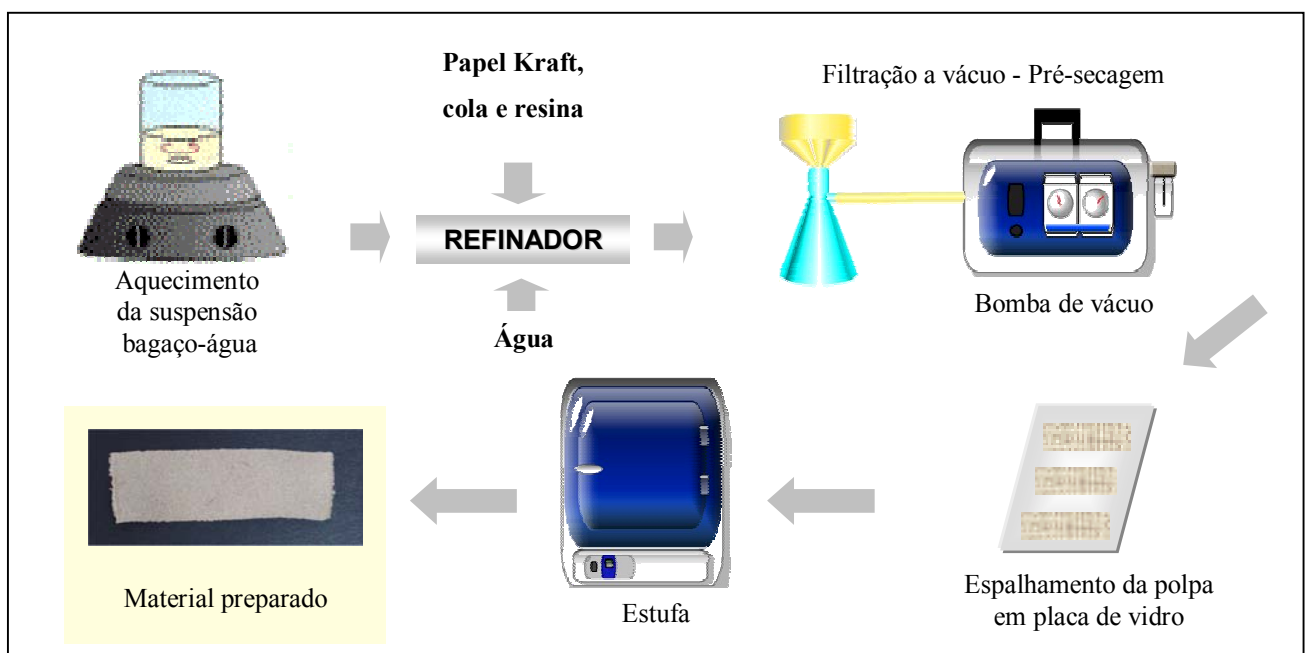 Papel Kraft,
cola e resina
Filtração a vácuo - Pré-secagem
REFINADOR
Aquecimento
da suspensão
bagaço-água
Água
Bomba de vácuo
Material preparado
Estufa
Espalhamento da polpa
em placa de vidro